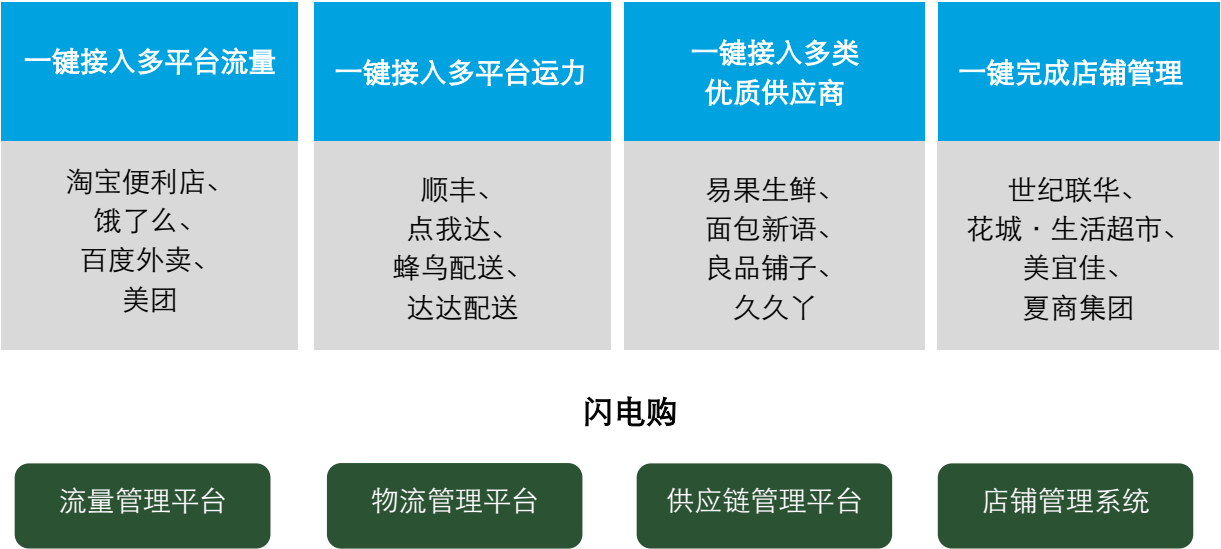 一键接入多平台流量
淘宝便利店、
饿了么、
百度外卖、
美团
一键接入多平台运力
顺丰、
点我达、
蜂鸟配送、
达达配送
一键接入多类
优质供应商
易果生鲜、
面包新语、
良品铺子、
久久丫
一键完成店铺管理
世纪联华、
花城·生活超市、
美宜佳、
夏商集团
闪电购
流量管理平台
物流管理平台
供应链管理平台
店铺管理系统